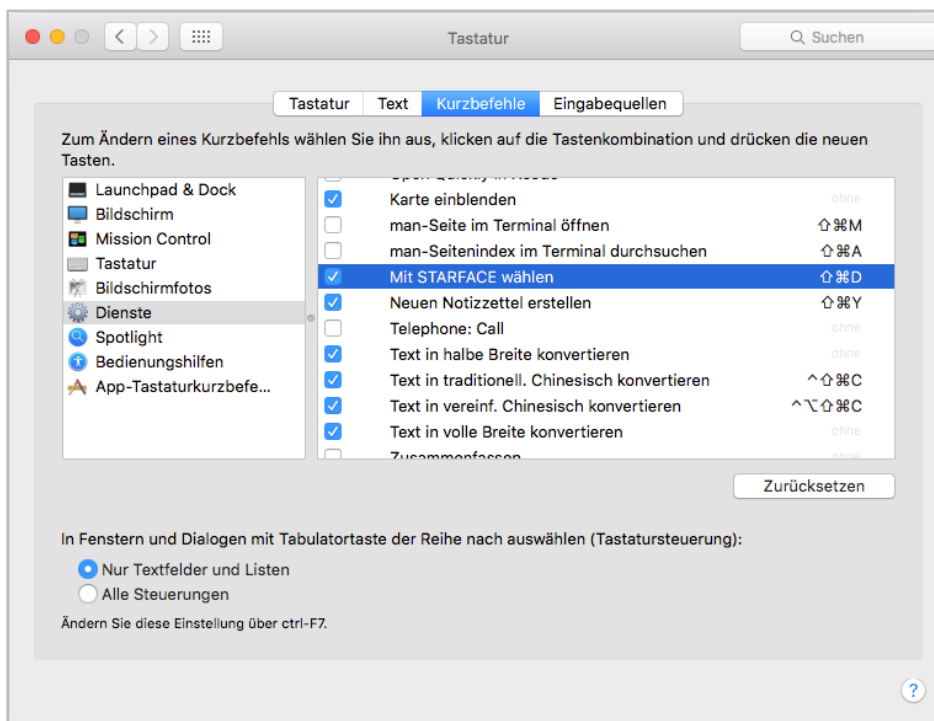 Tastatur
Suchen
Tastatur Text Kurzbefehle Eingabequellen
Zum Ändern eines Kurzbefehls wählen Sie ihn aus, klicken auf die Tastenkombination und drücken die neuen
Tasten.
Launchpad & Dock
Bildschirm
Mission Control
Tastatur
Bildschirmfotos
Dienste
Spotlight
Bedienungshilfen
App-Tastaturkurzbefe...
Karte einblenden ohne
man-Seite im Terminal öffnen ⇧⌘M
man-Seitenindex im Terminal durchsuchen ⇧⌘A
Mit STARFACE wählen ⇧⌘D
Neuen Notizzettel erstellen ⇧⌘Y
Telephone: Call ohne
Text in halbe Breite konvertieren ohne
Text in traditionell. Chinesisch konvertieren ^⇧⌘C
Text in vereinf. Chinesisch konvertieren ^⌥⇧⌘C
Text in volle Breite konvertieren ohne
Zusammenfassen ohne
Zurücksetzen
In Fenstern und Dialogen mit Tabulatortaste der Reihe nach auswählen (Tastatursteuerung):
Nur Textfelder und Listen
Alle Steuerungen
Ändern Sie diese Einstellung über ctrl-F7.
?